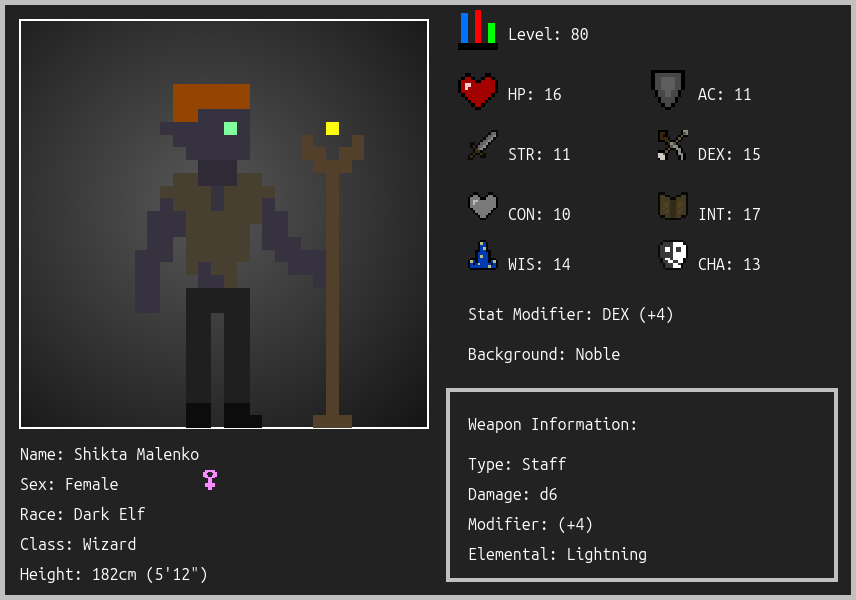 Level: 80
HP: 16
AC: 11
STR: 11
DEX: 15
CON: 10
INT: 17
WIS: 14
CHA: 13
Stat Modifier: DEX (+4)
Background: Noble
Weapon Information:
Type: Staff
Damage: d6
Modifier: (+4)
Elemental: Lightning
Name: Shikta Malenko
Sex: Female
Race: Dark Elf
Class: Wizard
Height: 182cm (5'12")